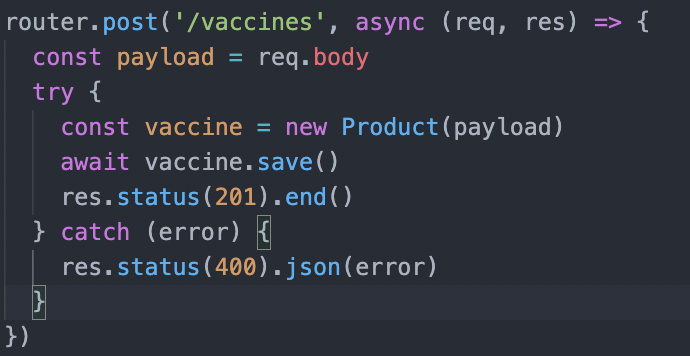 router.post('/vaccines', async (req, res) => {
  const payload = req.body
  try {
    const vaccine = new Product(payload)
    await vaccine.save()
    res.status(201).end()
  } catch (error) {
    res.status(400).json(error)
  }
})